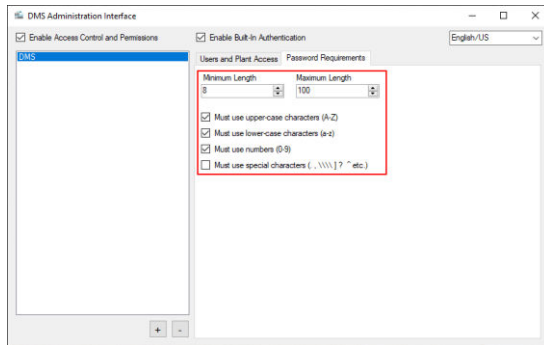 DMS Administration Interface
Enable Access Control and Permissions
Enable Built-In Authentication
English/US
DMS
Users and Plant Access
Password Requirements
Minimum Length
Maximum Length
8
100
Must use upper-case characters (A-Z)
Must use lower-case characters (a-z)
Must use numbers (0-9)
Must use special characters (. , \\\\.] ? ^ etc.)
+
-